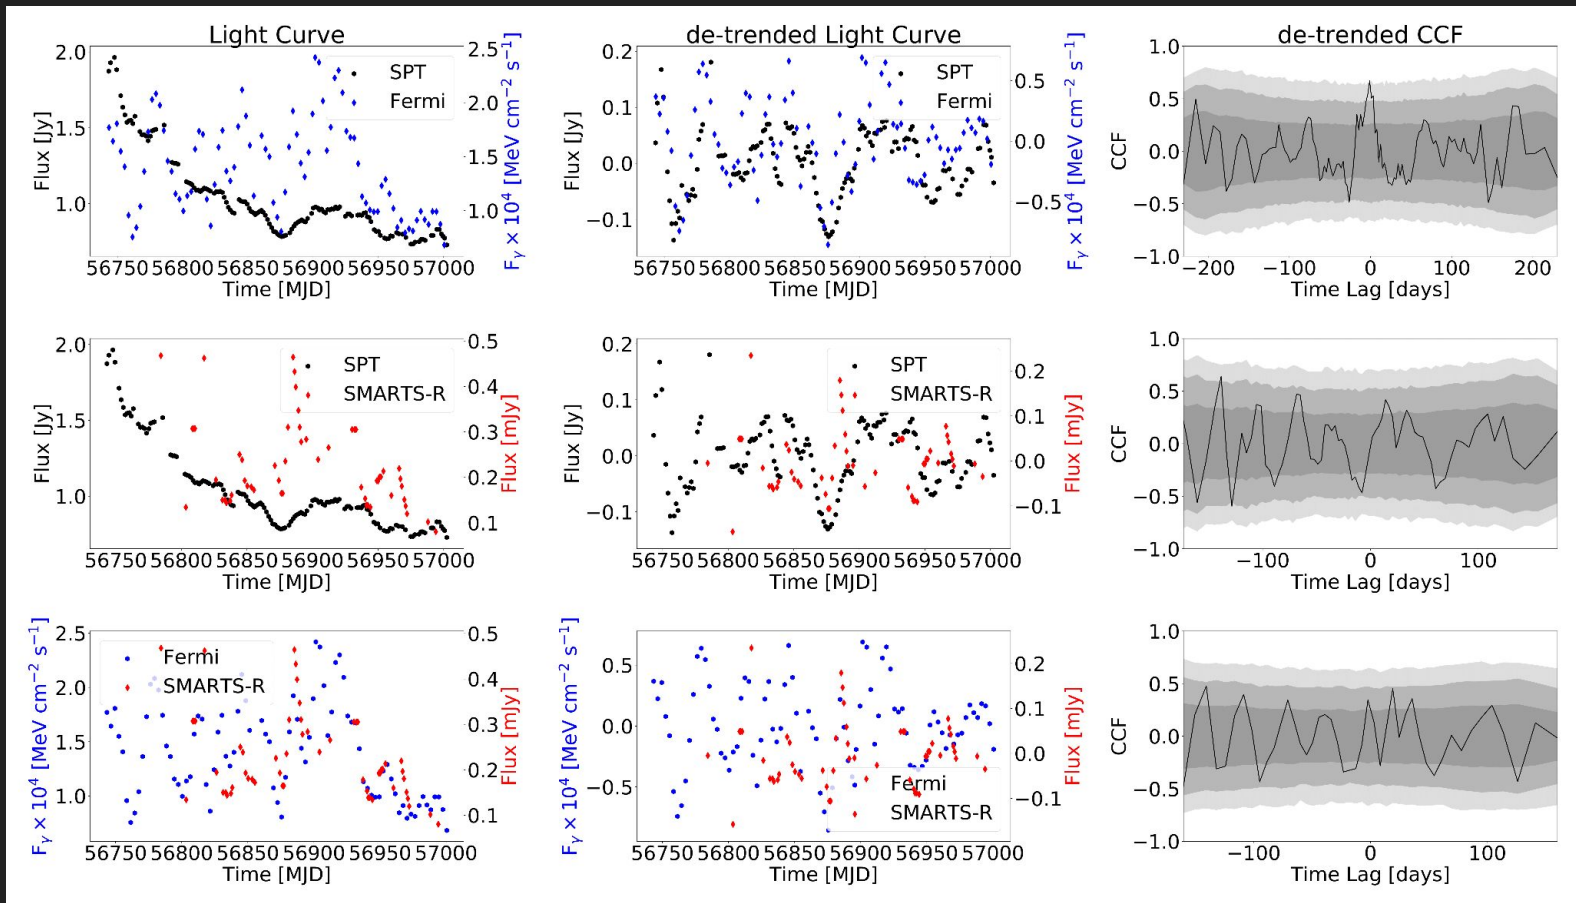 Light Curve
2.0
1.5
1.0
Flux [Jy]
2.5
2.0
1.5
1.0
Fγ × 10⁴ [MeV cm⁻² s⁻¹]
SPT
Fermi
56750 56800 56850 56900 56950 57000
Time [MJD]
de-trended Light Curve
0.2
0.1
0.0
−0.1
Flux [Jy]
0.5
0.0
−0.5
Fγ × 10⁴ [MeV cm⁻² s⁻¹]
SPT
Fermi
56750 56800 56850 56900 56950 57000
Time [MJD]
de-trended CCF
1.0
0.5
0.0
−0.5
−1.0
CCF
−200 −100 0 100 200
Time Lag [days]
2.0
1.5
1.0
Flux [Jy]
0.5
0.4
0.3
0.2
0.1
Flux [mJy]
SPT
SMARTS-R
56750 56800 56850 56900 56950 57000
Time [MJD]
0.2
0.1
0.0
−0.1
Flux [Jy]
0.2
0.1
0.0
−0.1
Flux [mJy]
SPT
SMARTS-R
56750 56800 56850 56900 56950 57000
Time [MJD]
1.0
0.5
0.0
−0.5
−1.0
CCF
−100 0 100
Time Lag [days]
2.5
2.0
1.5
1.0
Fγ × 10⁴ [MeV cm⁻² s⁻¹]
0.5
0.4
0.3
0.2
0.1
Flux [mJy]
Fermi
SMARTS-R
56750 56800 56850 56900 56950 57000
Time [MJD]
0.5
0.0
−0.5
Fγ × 10⁴ [MeV cm⁻² s⁻¹]
0.2
0.1
0.0
−0.1
Flux [mJy]
Fermi
SMARTS-R
56750 56800 56850 56900 56950 57000
Time [MJD]
1.0
0.5
0.0
−0.5
−1.0
CCF
−100 0 100
Time Lag [days]